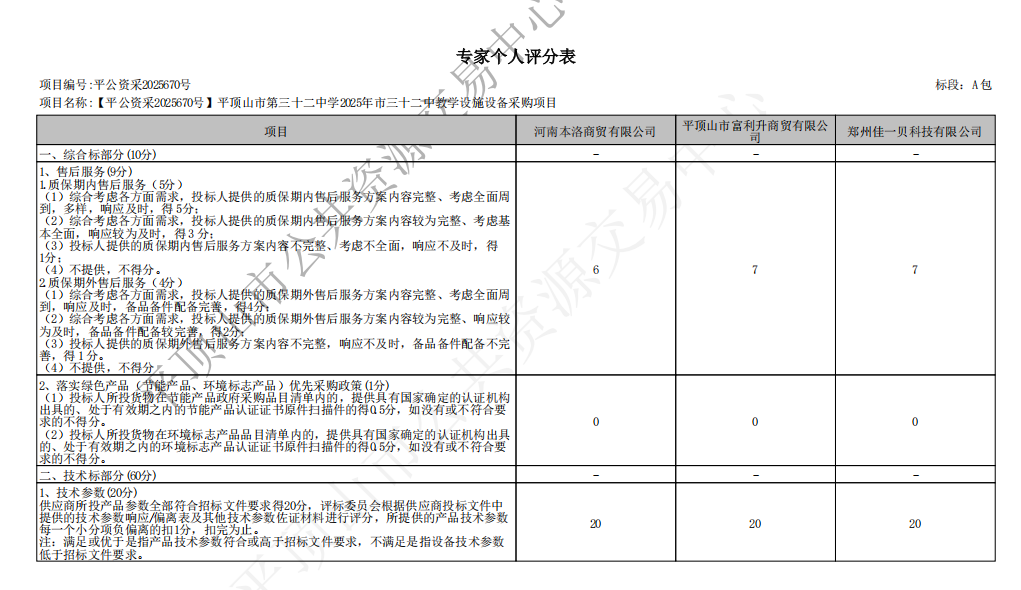 专家个人评分表
项目编号:平公资采2025670号
标段：A包
项目名称:【平公资采2025670号】平顶山市第三十二中学2025年市三十二中教学设施设备采购项目
项目
河南本洛商贸有限公司
平顶山市富利升商贸有限公
司
郑州佳一贝科技有限公司
一、综合标部分(10分)
-
-
-
1、售后服务(9分)
1.质保期内售后服务（5分）
（1）综合考虑各方面需求，投标人提供的质保期内售后服务方案内容完整、考虑全面周
到，多样，响应及时，得 5分；
（2）综合考虑各方面需求，投标人提供的质保期内售后服务方案内容较为完整、考虑基
本全面，响应较为及时，得 3 分；
（3）投标人提供的质保期内售后服务方案内容不完整、考虑不全面，响应不及时，得
1分；
（4）不提供，不得分。
2.质保期外售后服务（4分）
（1）综合考虑各方面需求，投标人提供的质保期外售后服务方案内容完整、考虑全面周
到，响应及时，备品备件配备完善，得4分；
（2）综合考虑各方面需求，投标人提供的质保期外售后服务方案内容较为完整、响应较
为及时，备品备件配备较完善，得2分；
（3）投标人提供的质保期外售后服务方案内容不完整，响应不及时，备品备件配备不完
善，得 1 分。
（4）不提供，不得分。
6
7
7
2、落实绿色产品（节能产品、环境标志产品）优先采购政策(1分)
（1）投标人所投货物在节能产品政府采购品目清单内的，提供具有国家确定的认证机构
出具的、处于有效期之内的节能产品认证证书原件扫描件的得0.5分，如没有或不符合要
求的不得分。
（2）投标人所投货物在环境标志产品品目清单内的，提供具有国家确定的认证机构出具
的、处于有效期之内的环境标志产品认证证书原件扫描件的得0.5分，如没有或不符合要
求的不得分。
0
0
0
二、技术标部分(60分)
-
-
-
1、技术参数(20分)
供应商所投产品参数全部符合招标文件要求得20分，评标委员会根据供应商投标文件中
提供的技术参数响应/偏离表及其他技术参数佐证材料进行评分，所提供的产品技术参数
每一个小分项负偏离的扣1分，扣完为止。
注：满足或优于是指产品技术参数符合或高于招标文件要求，不满足是指设备技术参数
低于招标文件要求。
20
20
20
平顶山市公共资源交易中心
平顶山市公共资源交易中心